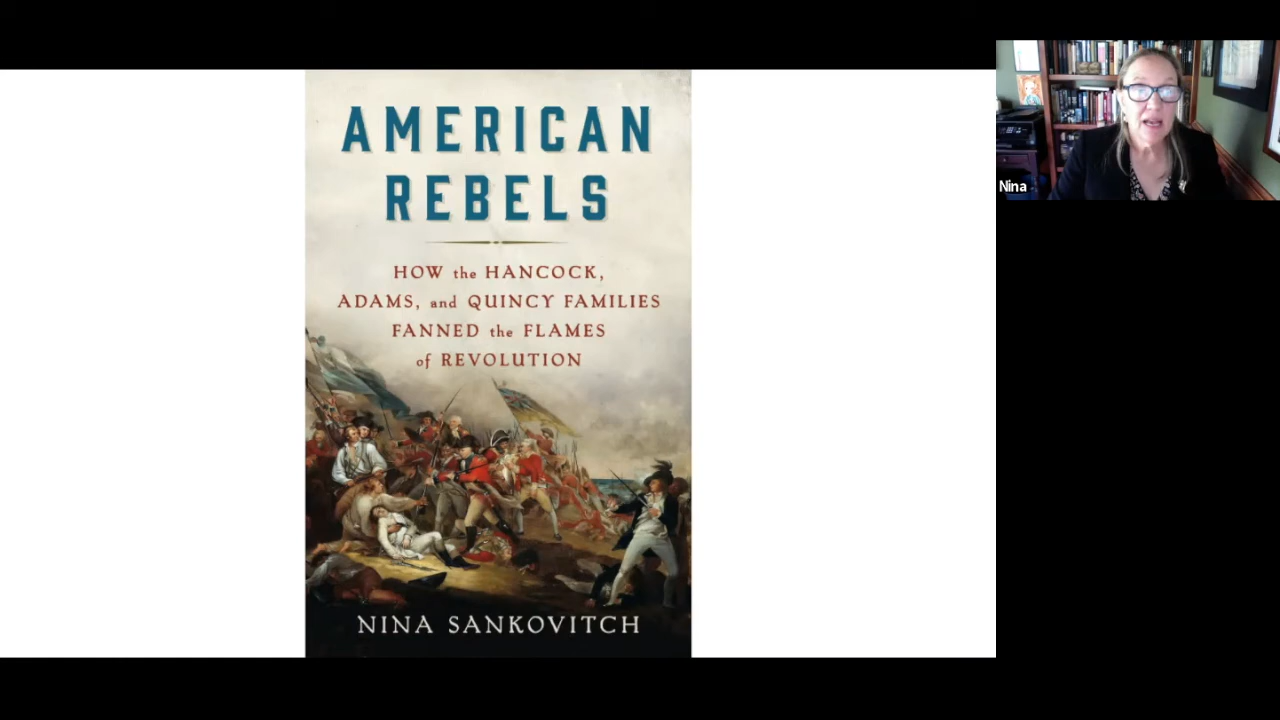 AMERICAN
REBELS
HOW the HANCOCK,
ADAMS, and QUINCY FAMILIES
FANNED the FLAMES
of REVOLUTION
NINA SANKOVITCH
Nina